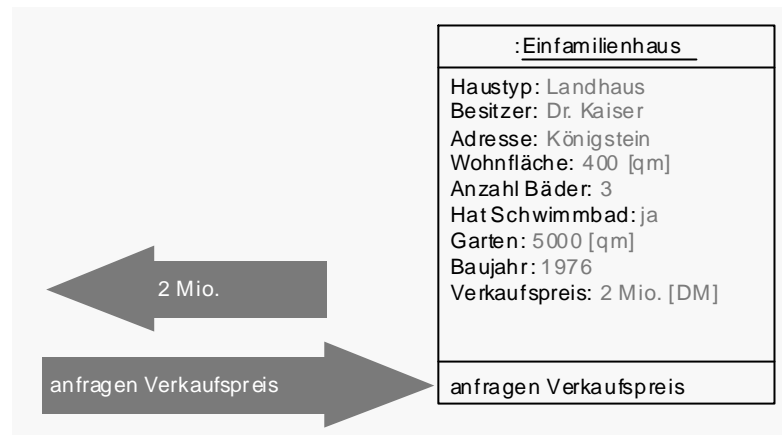 :Einfamilienhaus
Haustyp: Landhaus
Besitzer: Dr. Kaiser
Adresse: Königstein
Wohnfläche: 400 [qm]
Anzahl Bäder: 3
Hat Schwimmbad: ja
Garten: 5000 [qm]
Baujahr: 1976
Verkaufspreis: 2 Mio. [DM]
2 Mio.
anfragen Verkaufspreis
anfragen Verkaufspreis